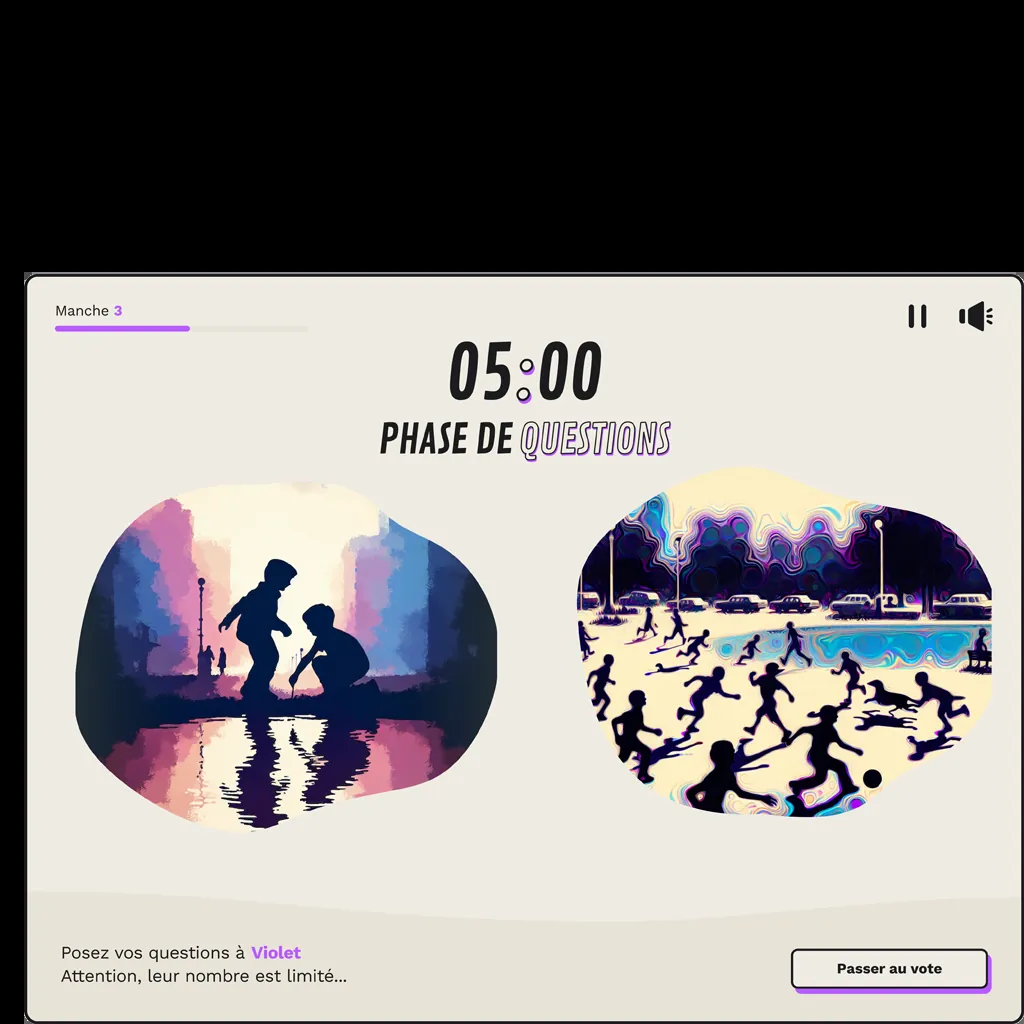 Manche 3
05:00
PHASE DE QUESTIONS
Posez vos questions à Violet
Attention, leur nombre est limité...
Passer au vote